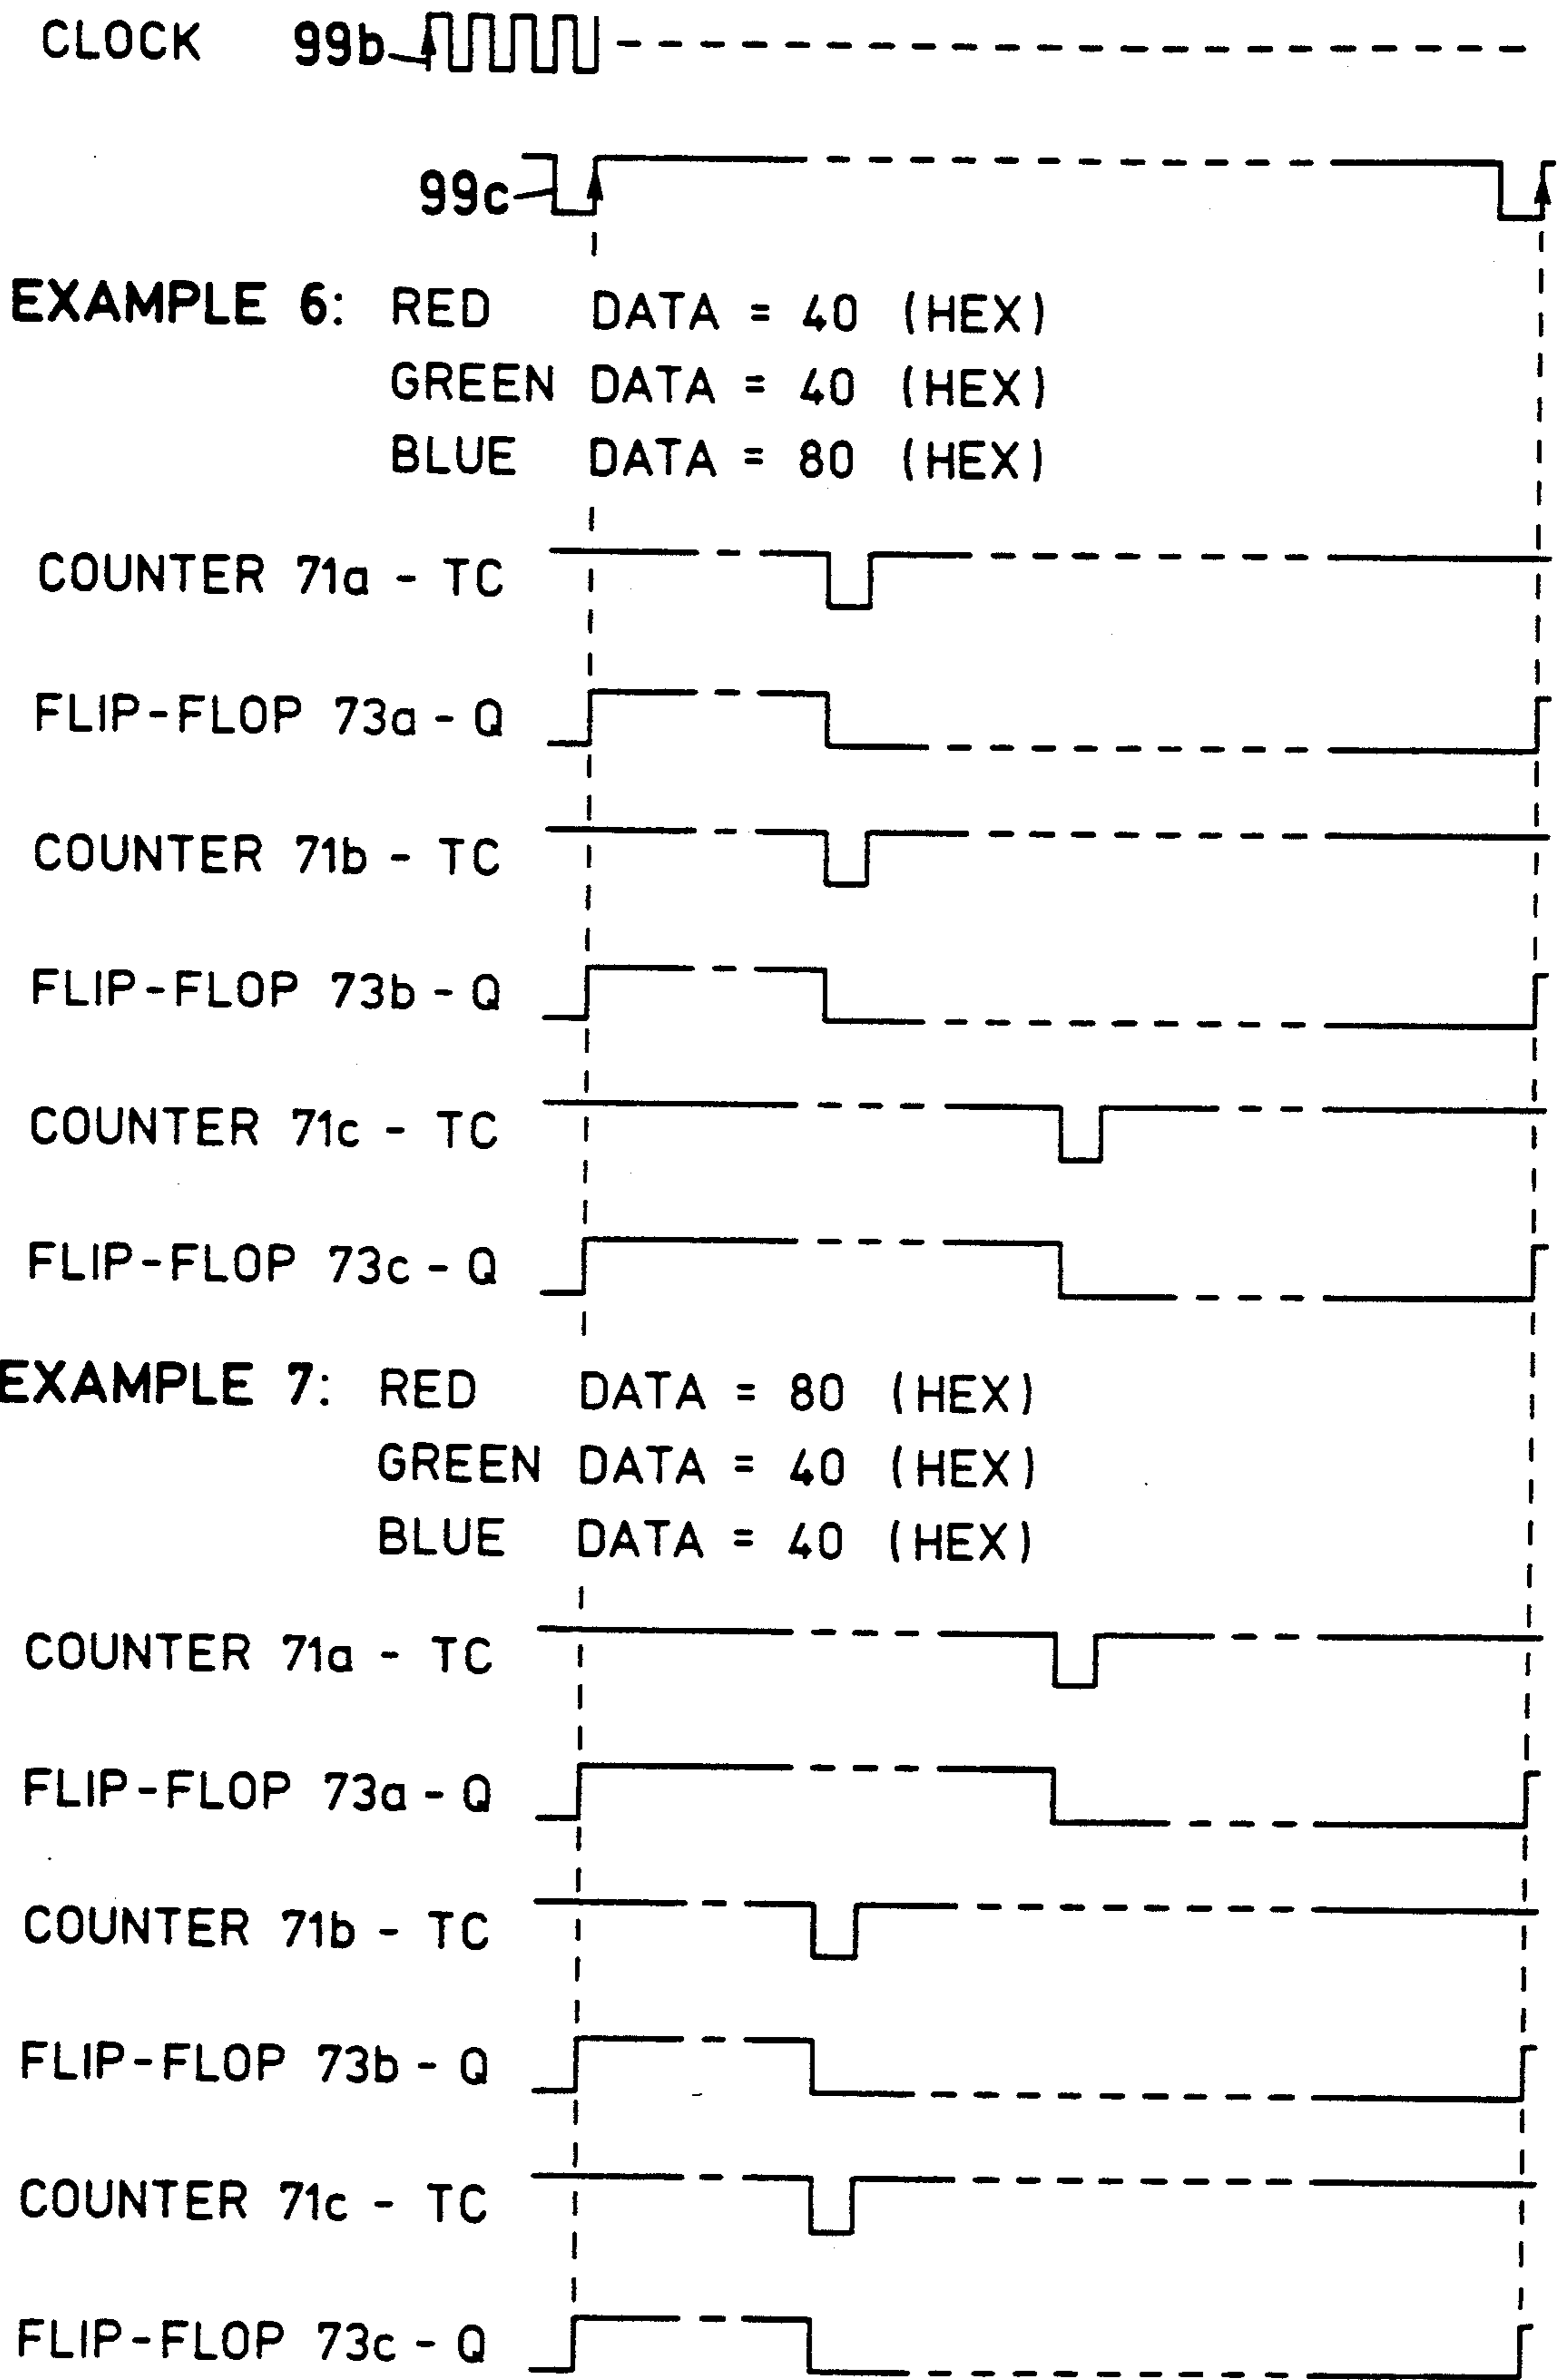 CLOCK 99b
99c
EXAMPLE 6: RED DATA = 40 (HEX)
GREEN DATA = 40 (HEX)
BLUE DATA = 80 (HEX)
COUNTER 71a - TC
FLIP-FLOP 73a - Q
COUNTER 71b - TC
FLIP-FLOP 73b - Q
COUNTER 71c - TC
FLIP-FLOP 73c - Q
EXAMPLE 7: RED DATA = 80 (HEX)
GREEN DATA = 40 (HEX)
BLUE DATA = 40 (HEX)
COUNTER 71a - TC
FLIP-FLOP 73a - Q
COUNTER 71b - TC
FLIP-FLOP 73b - Q
COUNTER 71c - TC
FLIP-FLOP 73c - Q